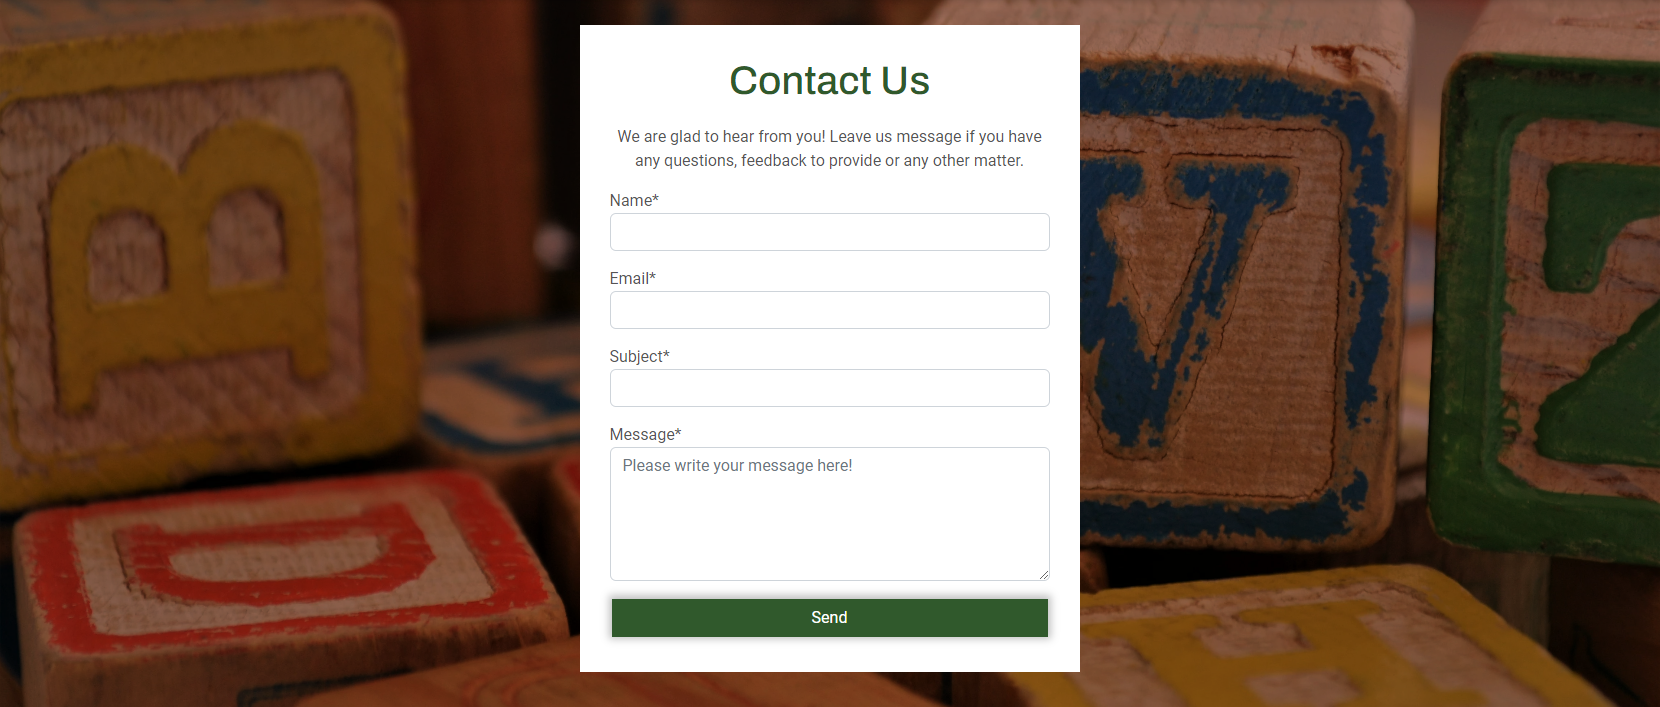 Contact Us
We are glad to hear from you! Leave us message if you have
any questions, feedback to provide or any other matter.
Name*
Email*
Subject*
Message*
Please write your message here!
Send
B
V
Z
D